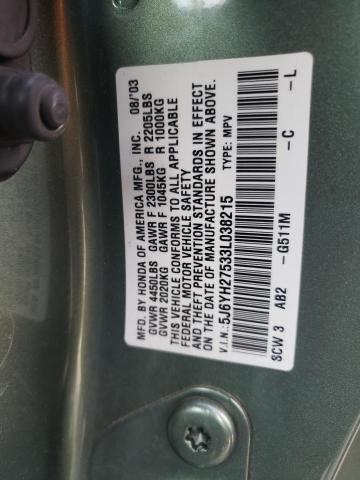 MFD. BY HONDA OF AMERICA MFG., INC. 08/'03
GVWR 4450LBS GAWR F 2300LBS R 2205LBS
GVWR 2020KG GAWR F 1045KG R 1000KG
THIS VEHICLE CONFORMS TO ALL APPLICABLE
FEDERAL MOTOR VEHICLE SAFETY
AND THEFT PREVENTION STANDARDS IN EFFECT
ON THE DATE OF MANUFACTURE SHOWN ABOVE.
V.I.N.: 5J6YH27533L038215 TYPE: MPV
SCW 3 AB2 -G511M -C -L